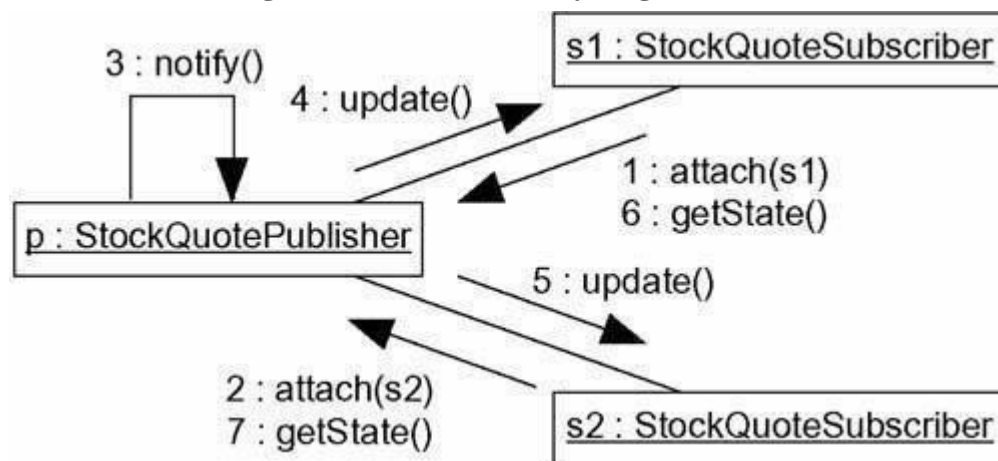 s1 : StockQuoteSubscriber
3 : notify()
4 : update()
1 : attach(s1)
6 : getState()
p : StockQuotePublisher
5 : update()
2 : attach(s2)
7 : getState()
s2 : StockQuoteSubscriber